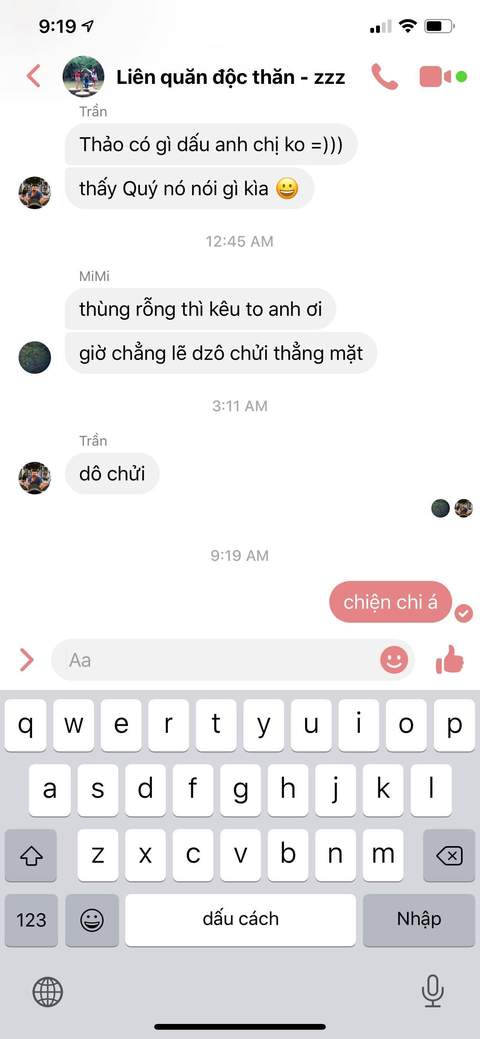 9:19
Liên quăn độc thăn - zzz
Trần
Thảo có gì dấu anh chị ko =)))
thấy Quý nó nói gì kìa 😀
12:45 AM
MiMi
thùng rỗng thì kêu to anh ơi
giờ chẳng lẽ dzô chửi thẳng mặt
3:11 AM
Trần
dô chửi
9:19 AM
chiện chi á
Aa
q w e r t y u i o p
a s d f g h j k l
z x c v b n m
123 dấu cách Nhập